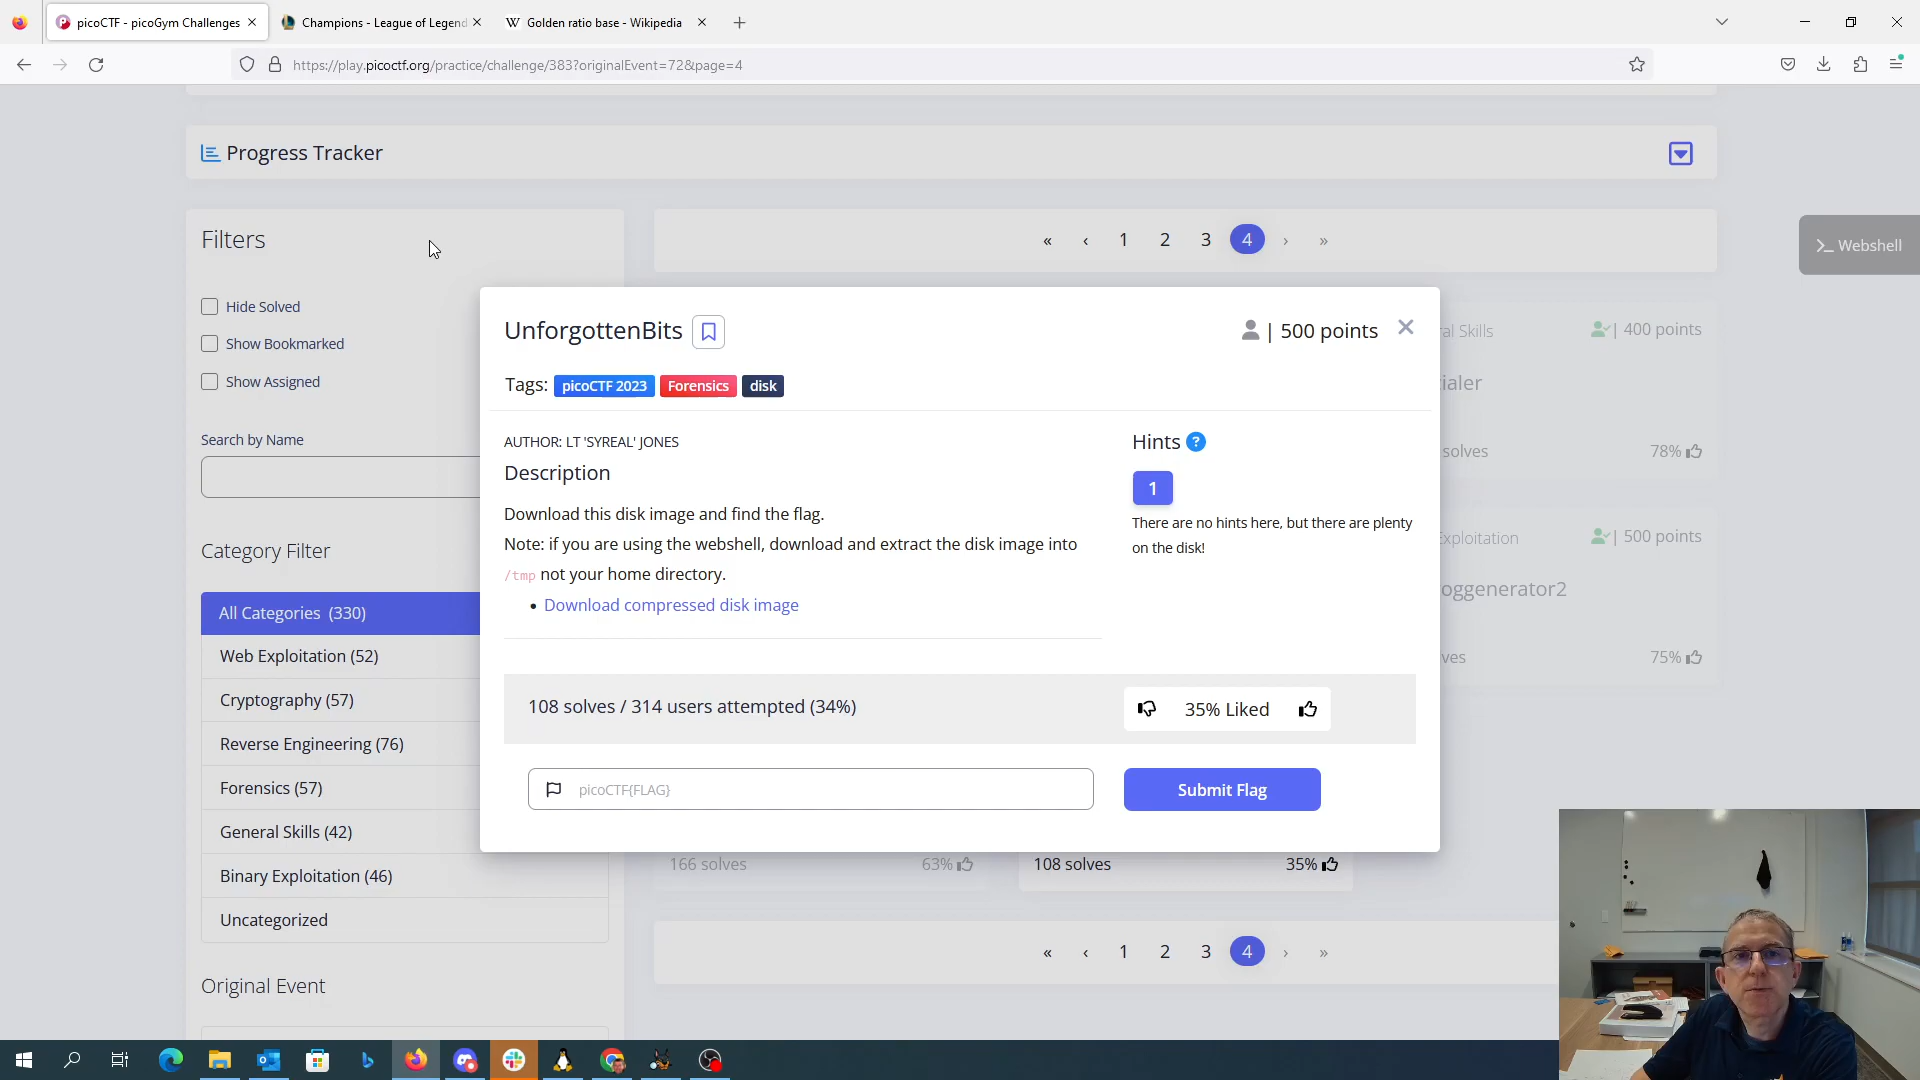 picoCTF - picoGym Challenges
Champions - League of Legend
Golden ratio base - Wikipedia
https://play.picoctf.org/practice/challenge/383?originalEvent=72&page=4
Progress Tracker
Filters
« ‹ 1 2 3 4 › »
>_ Webshell
Hide Solved
Show Bookmarked
Show Assigned
Search by Name
Category Filter
All Categories (330)
Web Exploitation (52)
Cryptography (57)
Reverse Engineering (76)
Forensics (57)
General Skills (42)
Binary Exploitation (46)
Uncategorized
Original Event
UnforgottenBits
| 500 points
Tags: picoCTF 2023 Forensics disk
AUTHOR: LT 'SYREAL' JONES
Description
Download this disk image and find the flag.
Note: if you are using the webshell, download and extract the disk image into
/tmp not your home directory.
• Download compressed disk image
Hints ?
1
There are no hints here, but there are plenty
on the disk!
108 solves / 314 users attempted (34%)
35% Liked
picoCTF{FLAG}
Submit Flag
al Skills
| 400 points
ialer
solves
78%
xploitation
| 500 points
oggenerator2
ves
75%
166 solves
63%
108 solves
35%
« ‹ 1 2 3 4 › »